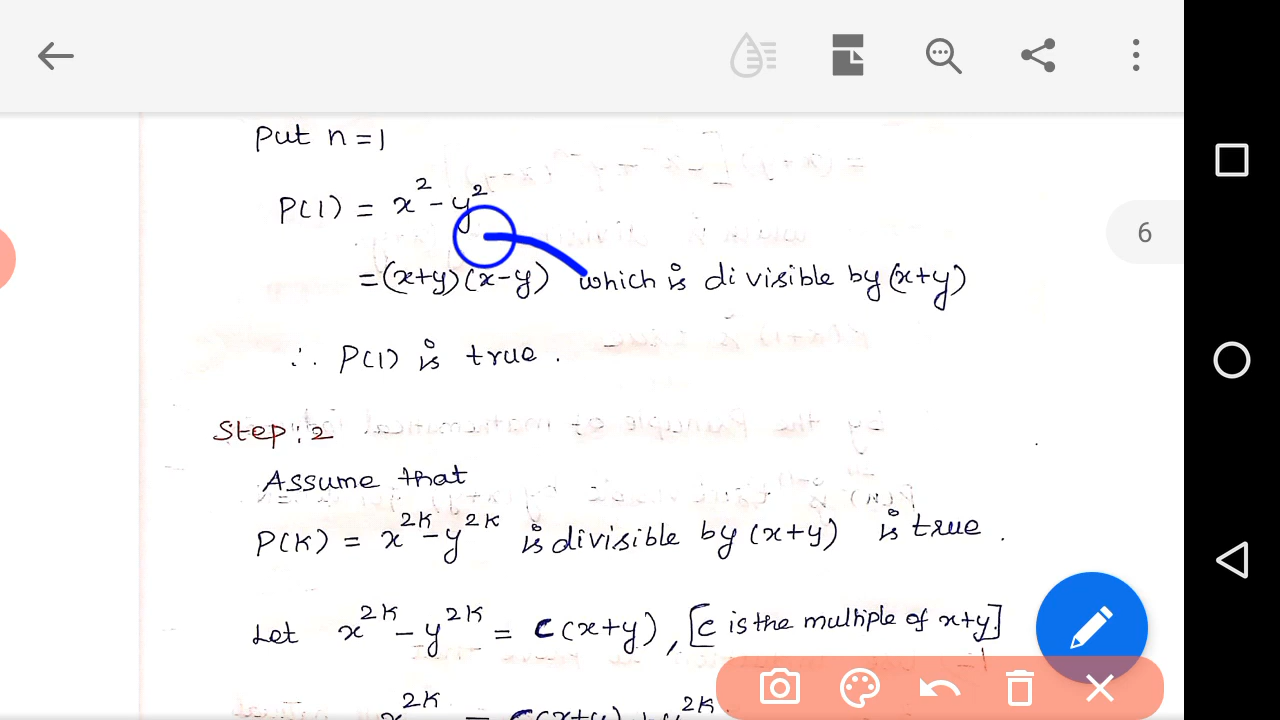 6
Put n = 1
P(1) = x² - y²
= (x+y)(x-y) which is divisible by (x+y)
∴ P(1) is true.
Step: 2
Assume that
P(K) = x^{2K} - y^{2K} is divisible by (x+y) is true.
Let x^{2K} - y^{2K} = C(x+y), [c is the multiple of x+y.]